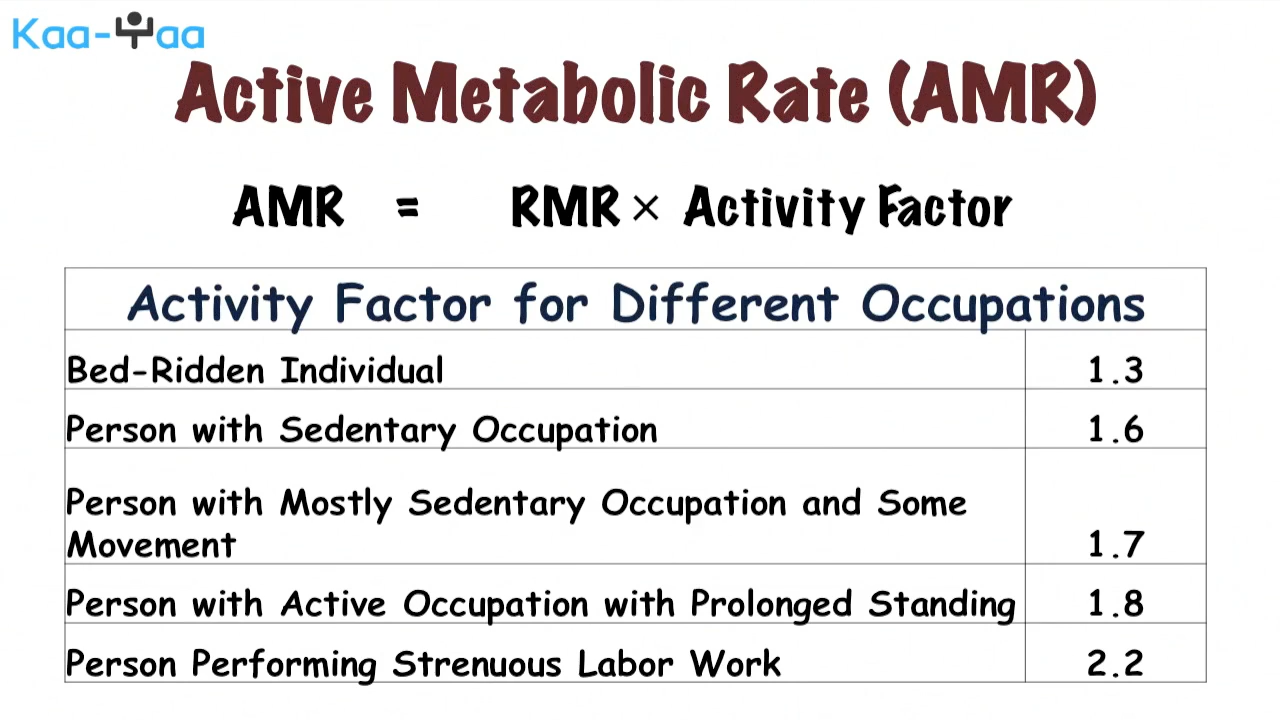 Kaa-Yaa
Active Metabolic Rate (AMR)
AMR = RMR × Activity Factor
Activity Factor for Different Occupations
Bed-Ridden Individual 1.3
Person with Sedentary Occupation 1.6
Person with Mostly Sedentary Occupation and Some
Movement 1.7
Person with Active Occupation with Prolonged Standing 1.8
Person Performing Strenuous Labor Work 2.2